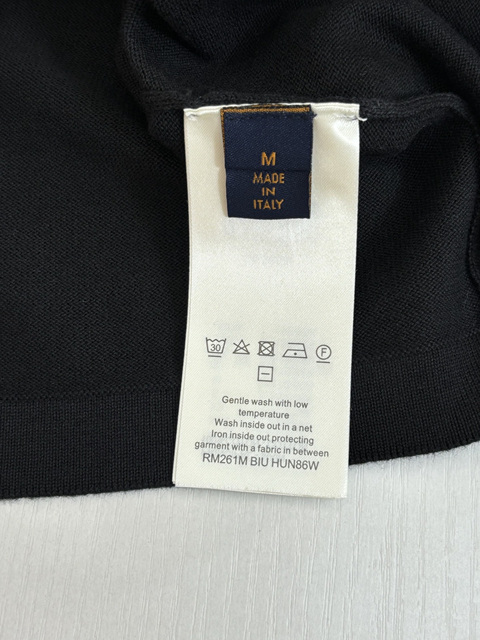 M
MADE
IN
ITALY
30
F
Gentle wash with low
temperature
Wash inside out in a net
Iron inside out protecting
garment with a fabric in between
RM261M BIU HUN86W